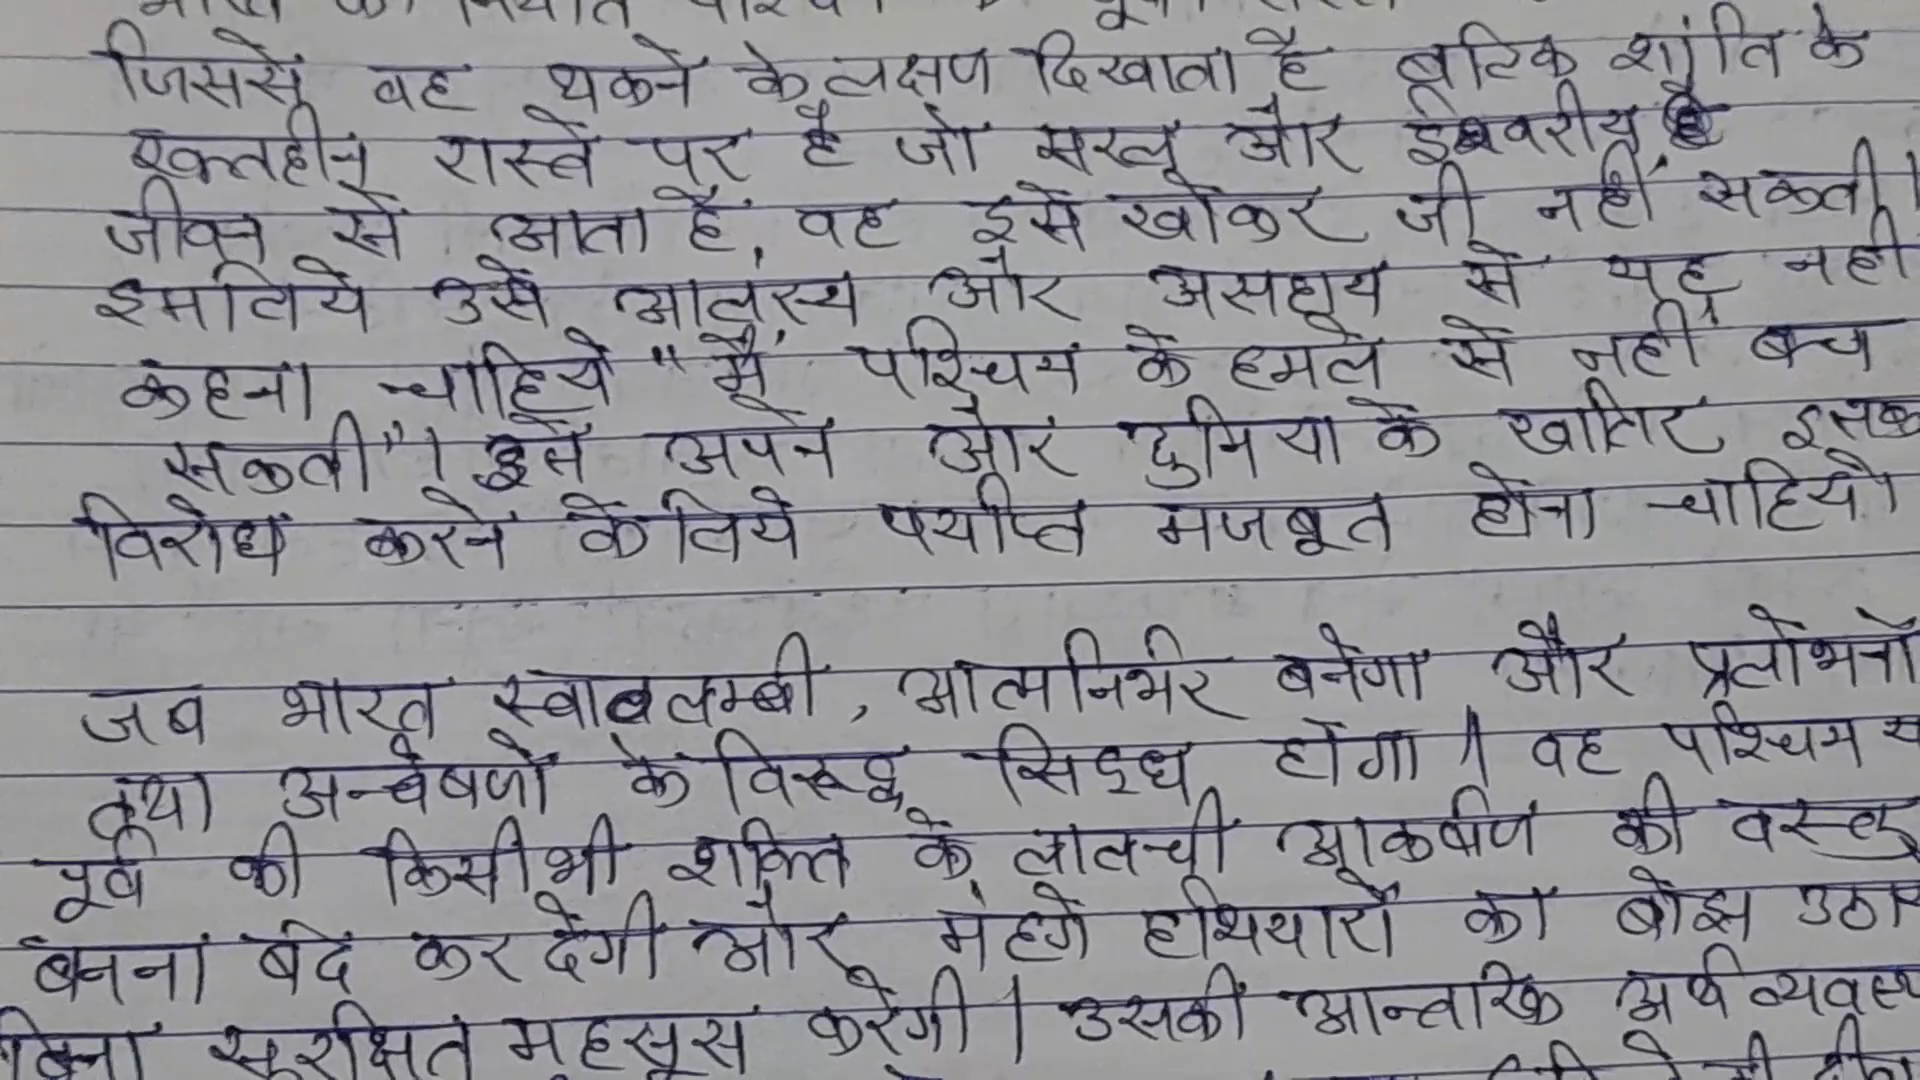 जिससे वह थकने के लक्षण दिखाता है बल्कि शांति के
रक्तहीन रास्ते पर है जो सरल और ईश्वरीय
जीवन से आता है, वह इसे खोकर जी नहीं सकती।
इसलिये उसे आलस्य और असहाय से यह नही
कहना चाहिये "मैं पश्चिम के हमले से नहीं बच
सकती"। इसे अपने और दुनिया के खातिर इसक
विरोध करने के लिये पर्याप्त मजबूत होना चाहिये।
जब भारत स्वाबलम्बी, आत्मनिर्भर बनेगा और प्रलोभनों
तथा अन्वेषणों के विरूद्ध सिद्ध होगा। वह पश्चिम य
पूर्व की किसी भी शक्ति के लालची आकर्षण की वस्तु
बनना बंद कर देगी और मंहगे हथियारों का बोझ उठाए
बिना सुरक्षित महसूस करेगी। उसकी आन्तरिक अर्थव्यवस्थ